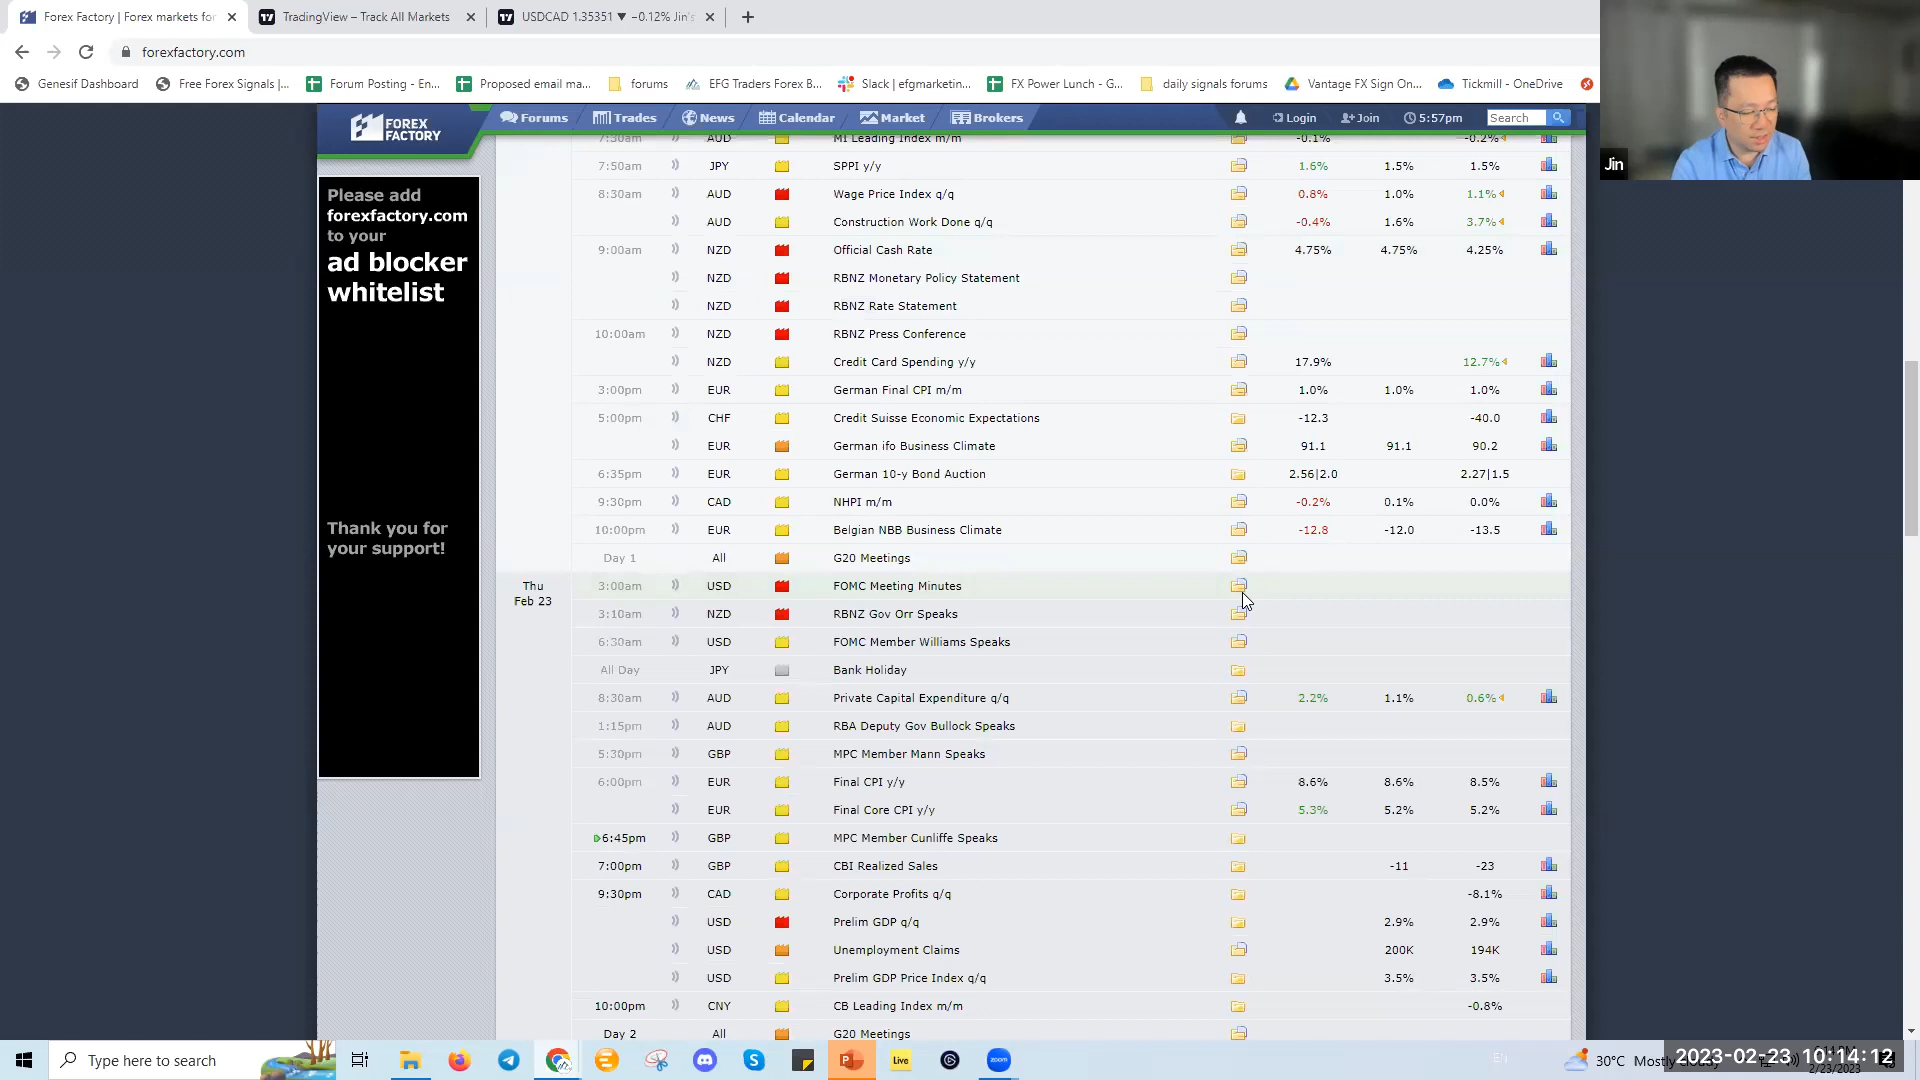 Forex Factory | Forex markets for
TradingView – Track All Markets
USDCAD 1.35351 ▼ −0.12% Jin's
forexfactory.com
Genesif Dashboard
Free Forex Signals |...
Forum Posting - En...
Proposed email ma...
forums
EFG Traders Forex B...
Slack | efgmarketin...
FX Power Lunch - G...
daily signals forums
Vantage FX Sign On...
Tickmill - OneDrive
FOREX FACTORY
Forums Trades News Calendar Market Brokers
Login Join 5:57pm Search
Jin
Please add
forexfactory.com
to your
ad blocker
whitelist
Thank you for
your support!
7:30am AUD MI Leading Index m/m -0.1% -0.2%
7:50am JPY SPPI y/y 1.6% 1.5% 1.5%
8:30am AUD Wage Price Index q/q 0.8% 1.0% 1.1%
AUD Construction Work Done q/q -0.4% 1.6% 3.7%
9:00am NZD Official Cash Rate 4.75% 4.75% 4.25%
NZD RBNZ Monetary Policy Statement
NZD RBNZ Rate Statement
10:00am NZD RBNZ Press Conference
NZD Credit Card Spending y/y 17.9% 12.7%
3:00pm EUR German Final CPI m/m 1.0% 1.0% 1.0%
5:00pm CHF Credit Suisse Economic Expectations -12.3 -40.0
EUR German ifo Business Climate 91.1 91.1 90.2
6:35pm EUR German 10-y Bond Auction 2.56|2.0 2.27|1.5
9:30pm CAD NHPI m/m -0.2% 0.1% 0.0%
10:00pm EUR Belgian NBB Business Climate -12.8 -12.0 -13.5
Day 1 All G20 Meetings
Thu Feb 23 3:00am USD FOMC Meeting Minutes
3:10am NZD RBNZ Gov Orr Speaks
6:30am USD FOMC Member Williams Speaks
All Day JPY Bank Holiday
8:30am AUD Private Capital Expenditure q/q 2.2% 1.1% 0.6%
1:15pm AUD RBA Deputy Gov Bullock Speaks
5:30pm GBP MPC Member Mann Speaks
6:00pm EUR Final CPI y/y 8.6% 8.6% 8.5%
EUR Final Core CPI y/y 5.3% 5.2% 5.2%
6:45pm GBP MPC Member Cunliffe Speaks
7:00pm GBP CBI Realized Sales -11 -23
9:30pm CAD Corporate Profits q/q -8.1%
USD Prelim GDP q/q 2.9% 2.9%
USD Unemployment Claims 200K 194K
USD Prelim GDP Price Index q/q 3.5% 3.5%
10:00pm CNY CB Leading Index m/m -0.8%
Day 2 All G20 Meetings
Type here to search
Live
zoom
30°C Mostly
2023-02-23 10:14:12
2/23/2023